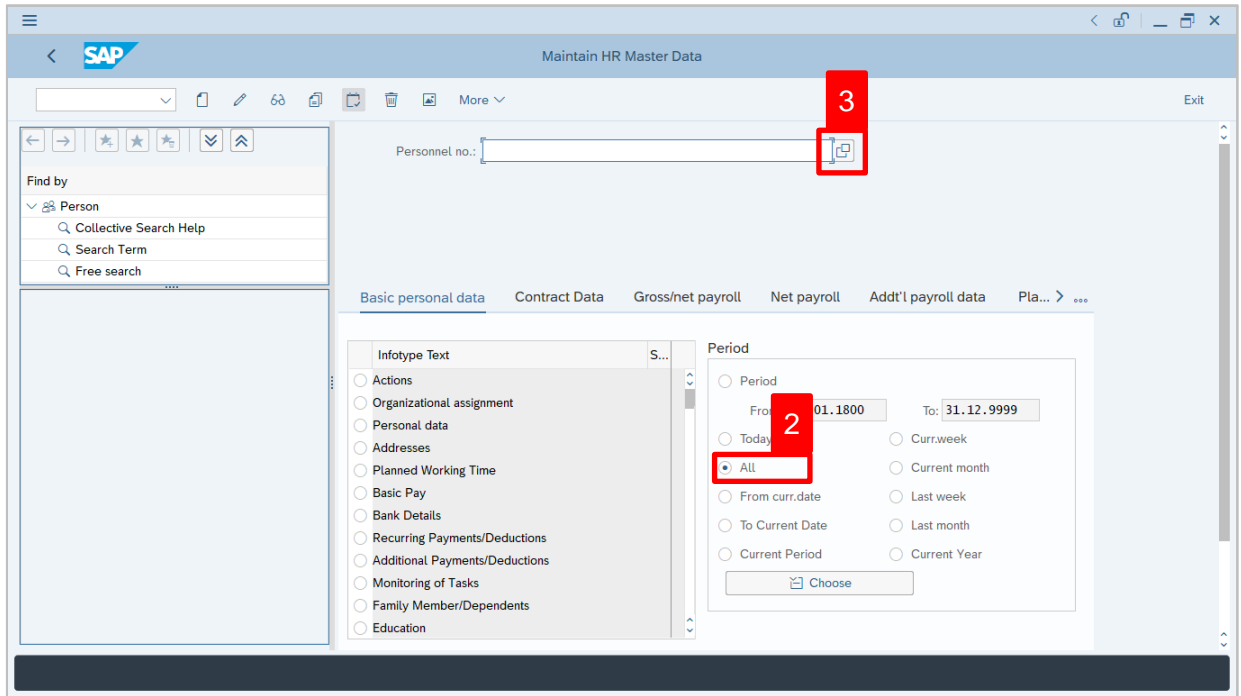 SAP
Maintain HR Master Data
More
Exit
3
Personnel no.:
Find by
Person
Collective Search Help
Search Term
Free search
Basic personal data Contract Data Gross/net payroll Net payroll Addt'l payroll data Pla...
Infotype Text S...
Actions
Organizational assignment
Personal data
Addresses
Planned Working Time
Basic Pay
Bank Details
Recurring Payments/Deductions
Additional Payments/Deductions
Monitoring of Tasks
Family Member/Dependents
Education
Period
Period
01.1800 To: 31.12.9999
2
Today Curr.week
All Current month
From curr.date Last week
To Current Date Last month
Current Period Current Year
Choose